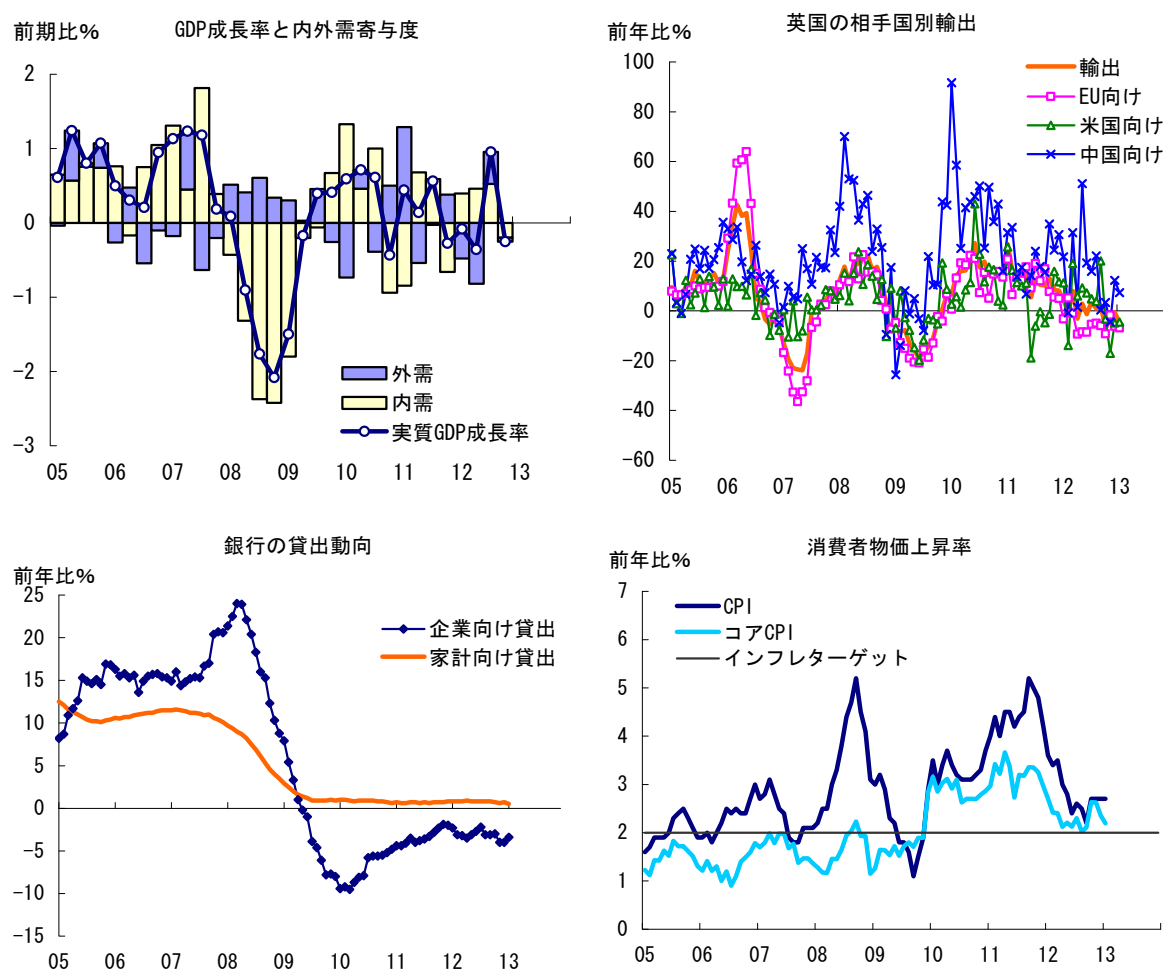 GDP成長率と内外需寄与度
前期比%
2
1
0
−1
−2
−3
外需
内需
実質GDP成長率
05 06 07 08 09 10 11 12 13
英国の相手国別輸出
前年比%
100
80
60
40
20
0
−20
−40
−60
輸出
EU向け
米国向け
中国向け
05 06 07 08 09 10 11 12 13
銀行の貸出動向
前年比%
25
20
15
10
5
0
−5
−10
−15
企業向け貸出
家計向け貸出
05 06 07 08 09 10 11 12 13
消費者物価上昇率
前年比%
7
6
5
4
3
2
1
0
CPI
コアCPI
インフレターゲット
05 06 07 08 09 10 11 12 13